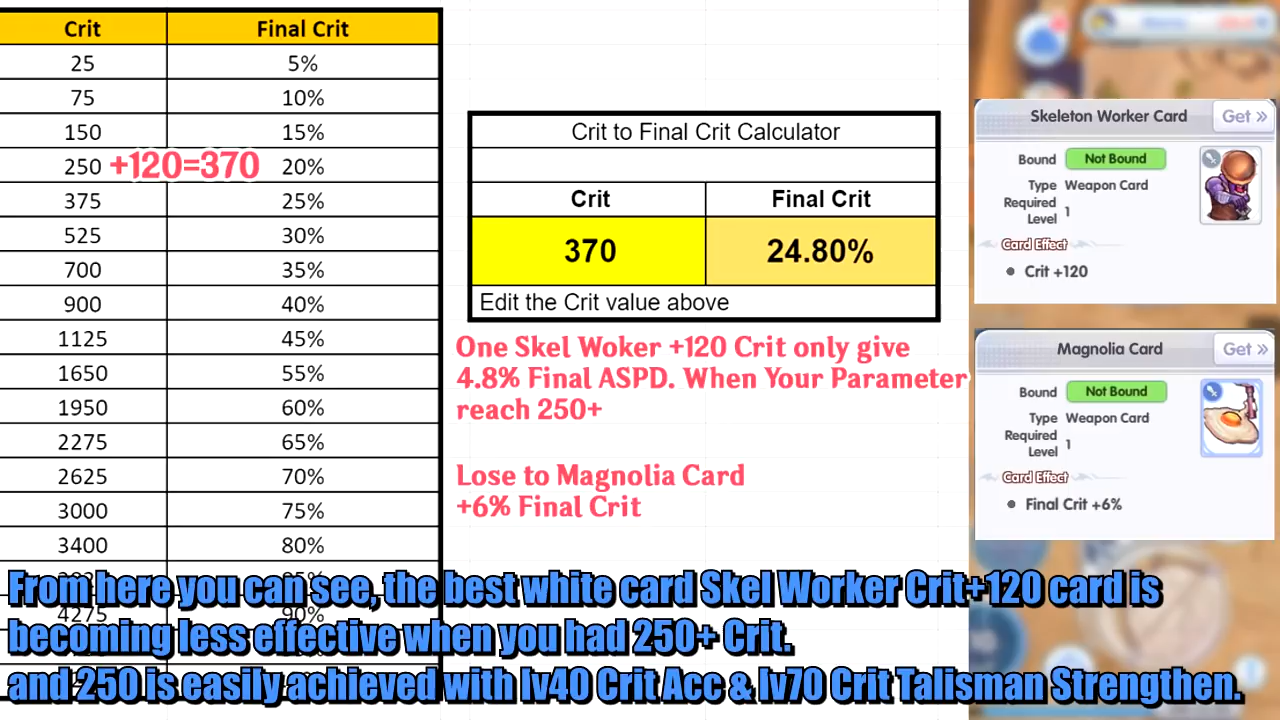 Crit Final Crit
25 5%
75 10%
150 15%
250 +120=370 20%
375 25%
525 30%
700 35%
900 40%
1125 45%
1650 55%
1950 60%
2275 65%
2625 70%
3000 75%
3400 80%
4275 90%
Crit to Final Crit Calculator
Crit Final Crit
370 24.80%
Edit the Crit value above
One Skel Woker +120 Crit only give
4.8% Final ASPD. When Your Parameter
reach 250+
Lose to Magnolia Card
+6% Final Crit
Skeleton Worker Card Get »
Bound Not Bound
Type Weapon Card
Required
Level 1
Card Effect
Crit +120
Magnolia Card Get »
Bound Not Bound
Type Weapon Card
Required
Level 1
Card Effect
Final Crit +6%
From here you can see, the best white card Skel Worker Crit+120 card is
becoming less effective when you had 250+ Crit.
and 250 is easily achieved with lv40 Crit Acc & lv70 Crit Talisman Strengthen.